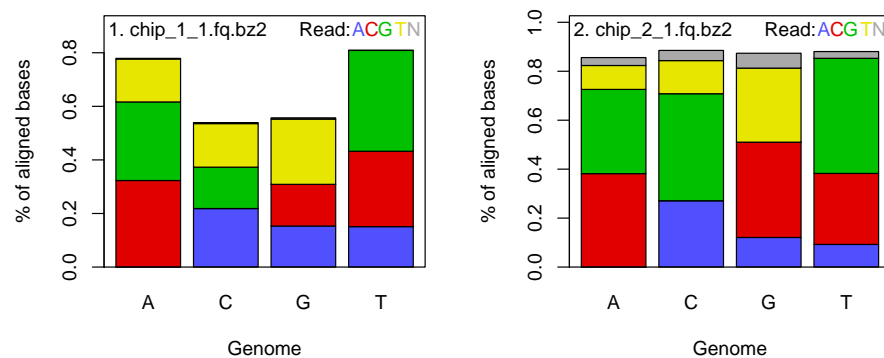 1. chip_1_1.fq.bz2 Read:ACGTN
% of aligned bases
0.8
0.6
0.4
0.2
0.0
A C G T
Genome
2. chip_2_1.fq.bz2 Read:ACGTN
% of aligned bases
1.0
0.8
0.6
0.4
0.2
0.0
A C G T
Genome